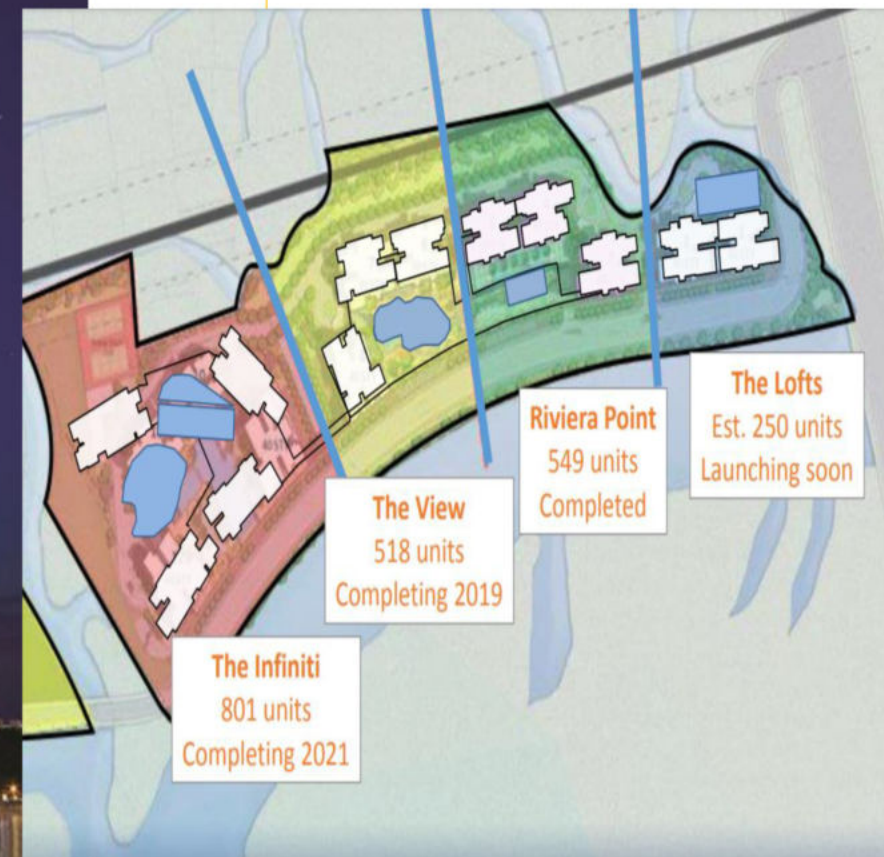 The Lofts
Est. 250 units
Launching soon
Riviera Point
549 units
Completed
The View
518 units
Completing 2019
The Infiniti
801 units
Completing 2021